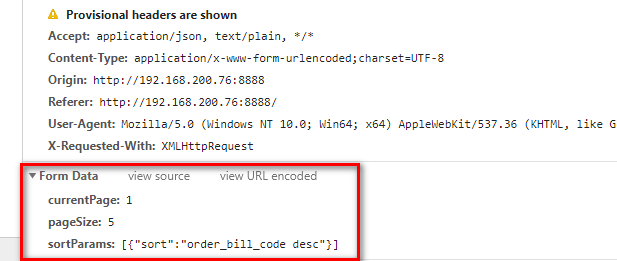 Provisional headers are shown
Accept: application/json, text/plain, */*
Content-Type: application/x-www-form-urlencoded;charset=UTF-8
Origin: http://192.168.200.76:8888
Referer: http://192.168.200.76:8888/
User-Agent: Mozilla/5.0 (Windows NT 10.0; Win64; x64) AppleWebKit/537.36 (KHTML, like G
X-Requested-With: XMLHttpRequest
Form Data view source view URL encoded
currentPage: 1
pageSize: 5
sortParams: [{"sort":"order_bill_code desc"}]